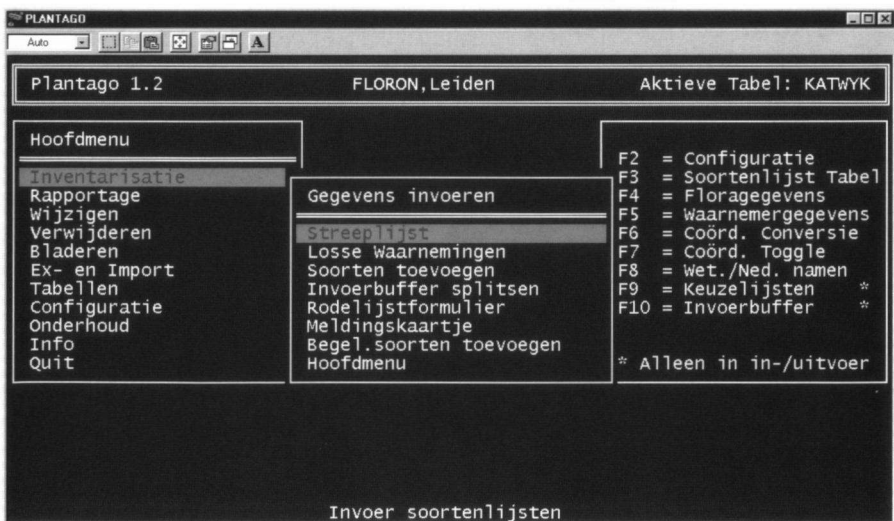 PLANTAGO
Auto A
Plantago 1.2 FLORON,Leiden Aktieve Tabel: KATWYK
Hoofdmenu
Inventarisatie
Rapportage
Wijzigen
Verwijderen
Bladeren
Ex- en Import
Tabellen
Configuratie
Onderhoud
Info
Quit
Gegevens invoeren
Streeplijst
Losse Waarnemingen
Soorten toevoegen
Invoerbuffer splitsen
Rodelijstformulier
Meldingskaartje
Begel.soorten toevoegen
Hoofdmenu
F2 = Configuratie
F3 = Soortenlijst Tabel
F4 = Floragegevens
F5 = Waarnemergegevens
F6 = Coörd. Conversie
F7 = Coörd. Toggle
F8 = Wet./Ned. namen
F9 = Keuzelijsten *
F10 = Invoerbuffer *
* Alleen in in-/uitvoer
Invoer soortenlijsten